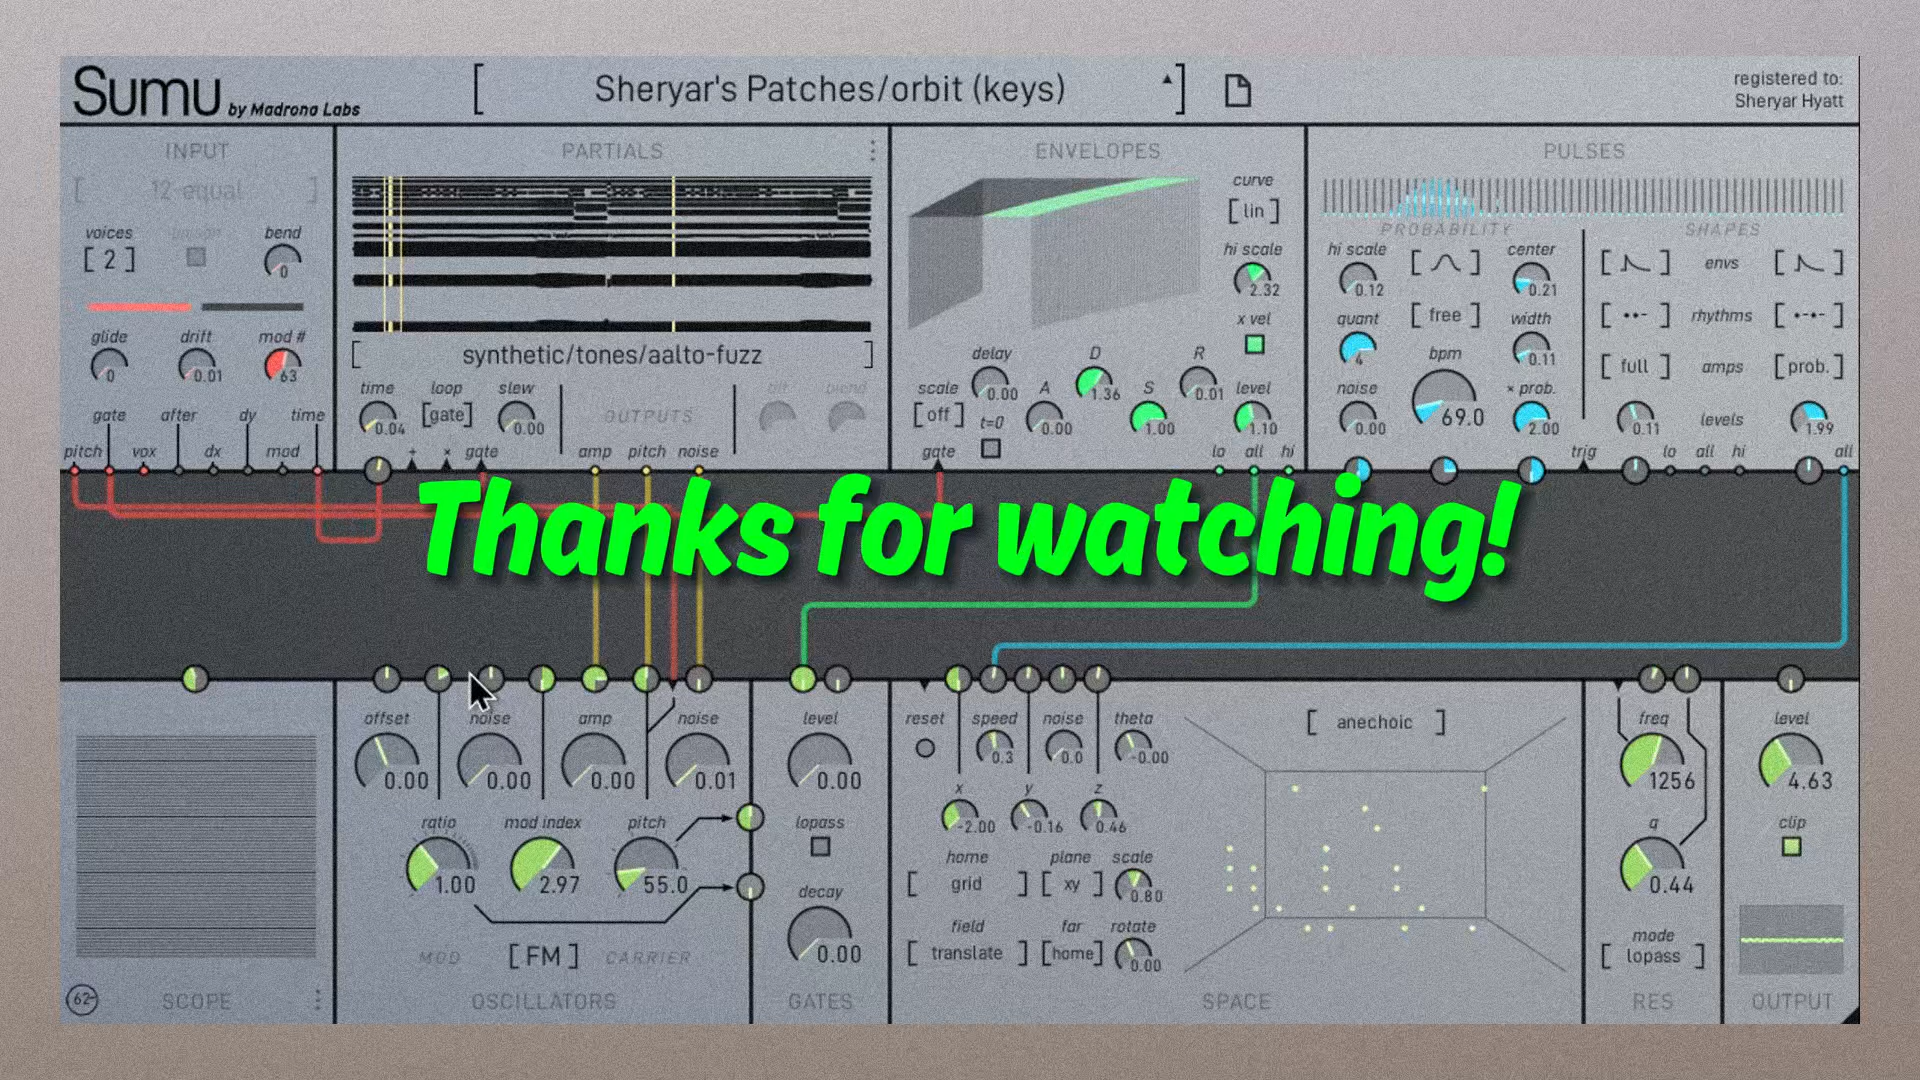 Sumu by Madrona Labs
[ Sheryar's Patches/orbit (keys) ]
registered to:
Sheryar Hyatt
INPUT
[ 12-equal ]
voices
bend
[ 2 ]
0
glide
drift
mod #
0
0.01
63
gate
after
dy
time
pitch
vox
dx
mod
PARTIALS
[ synthetic/tones/aalto-fuzz ]
time
loop
slew
0.04
[gate]
0.00
OUTPUTS
blend
+
×
gate
amp
pitch
noise
ENVELOPES
curve
[ lin ]
hi scale
2.32
x vel
delay
D
R
0.00
1.36
0.01
scale
A
S
level
[ off ]
t=0
0.00
1.00
1.10
gate
lo
all
hi
PULSES
PROBABILITY
SHAPES
hi scale
center
envs
0.12
0.21
quant
[ free ]
width
rhythms
4
bpm
0.11
[ full ]
amps
[prob.]
noise
69.0
× prob.
levels
0.00
2.00
0.11
1.99
trig
lo
all
hi
all
Thanks for watching!
62
SCOPE
offset
noise
amp
noise
0.00
0.00
0.00
0.01
ratio
mod index
pitch
1.00
2.97
55.0
MOD
[ FM ]
CARRIER
OSCILLATORS
level
0.00
lopass
decay
0.00
GATES
reset
speed
noise
theta
0.3
0.0
-0.00
x
y
z
-2.00
-0.16
0.46
home
plane
scale
[ grid ]
[ xy ]
0.80
field
far
rotate
[ translate ]
[home]
0.00
[ anechoic ]
SPACE
freq
1256
q
0.44
mode
[ lopass ]
RES
level
4.63
clip
OUTPUT